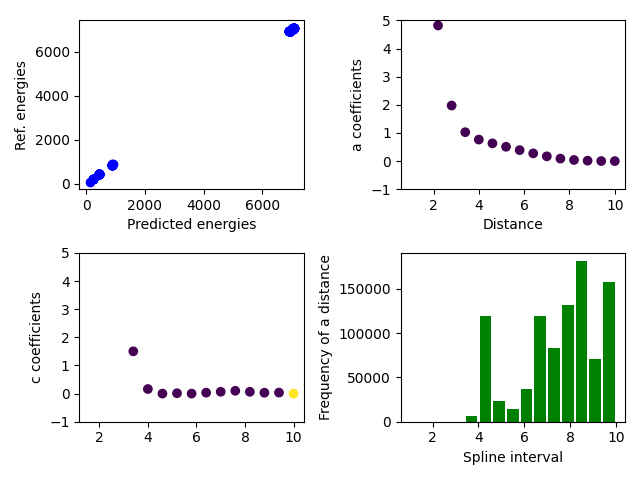 Ref. energies
6000
4000
2000
0
0 2000 4000 6000
Predicted energies
a coefficients
5
4
3
2
1
0
−1
2 4 6 8 10
Distance
c coefficients
5
4
3
2
1
0
−1
2 4 6 8 10
Frequency of a distance
150000
100000
50000
0
2 4 6 8 10
Spline interval